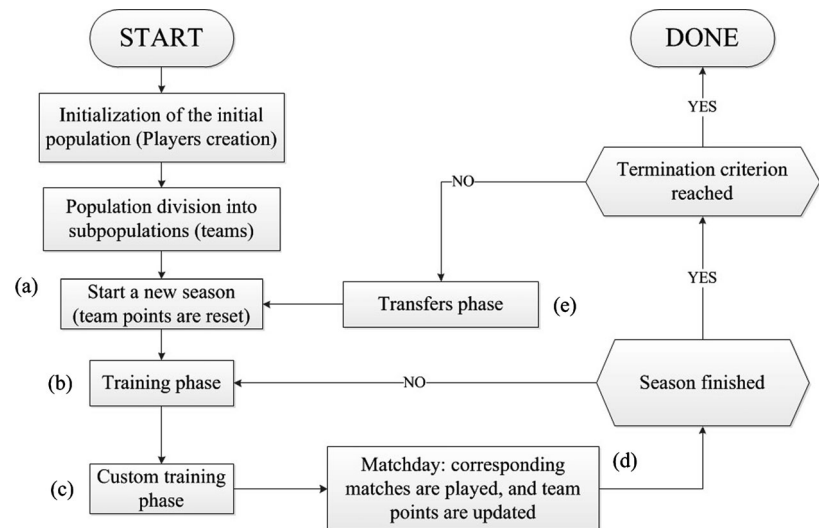 START
Initialization of the initial
population (Players creation)
Population division into
subpopulations (teams)
(a)
Start a new season
(team points are reset)
(b)
Training phase
(c)
Custom training
phase
Matchday: corresponding
matches are played, and team
points are updated
(d)
Season finished
NO
YES
Termination criterion
reached
NO
Transfers phase
(e)
YES
DONE